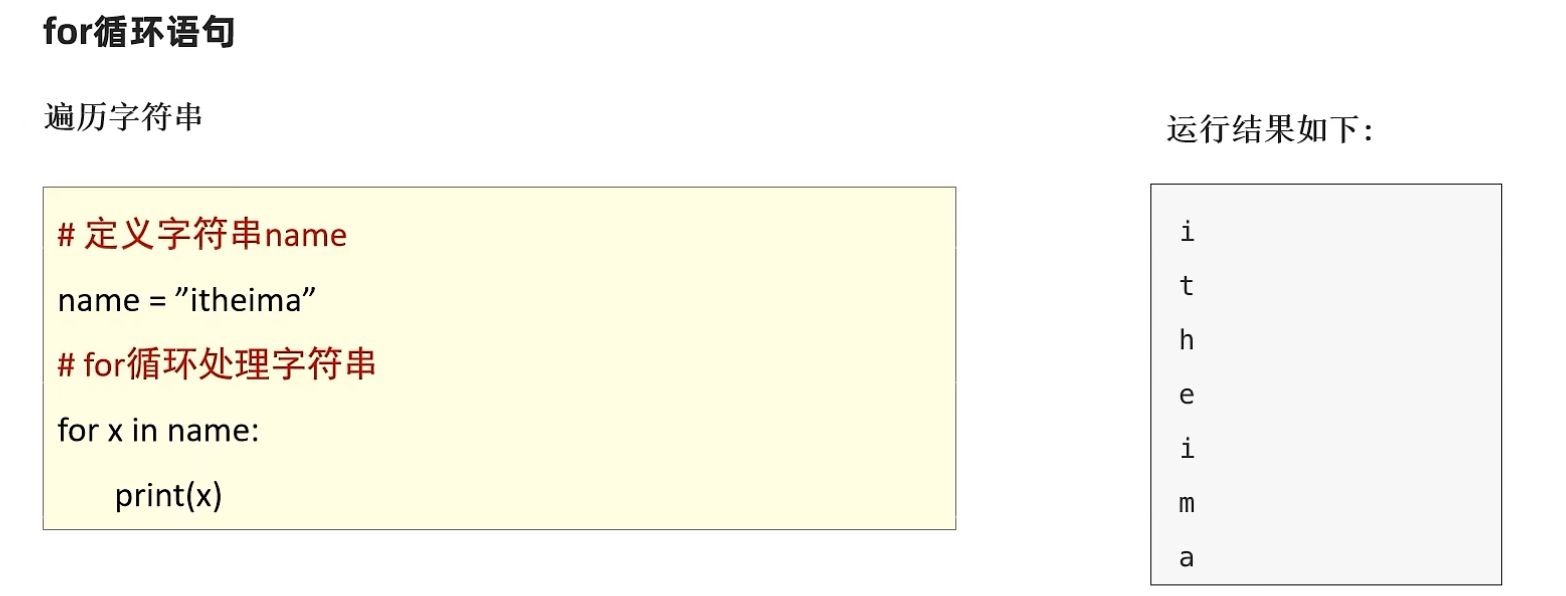 for循环语句
遍历字符串
# 定义字符串name
name = ”itheima”
# for循环处理字符串
for x in name:
print(x)
运行结果如下:
i
t
h
e
i
m
a